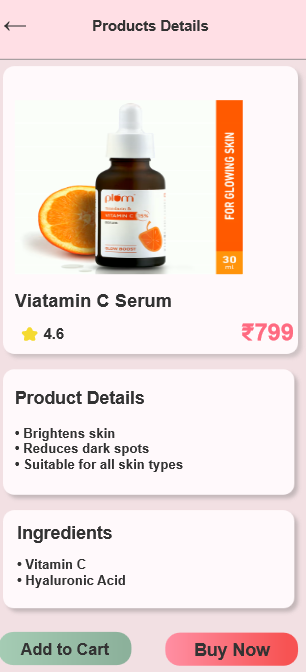 Products Details
FOR GLOWING SKIN
plum
VITAMIN C 15%
GLOW BOOST
30
ml.
Viatamin C Serum
4.6
₹799
Product Details
• Brightens skin
• Reduces dark spots
• Suitable for all skin types
Ingredients
• Vitamin C
• Hyaluronic Acid
Add to Cart
Buy Now